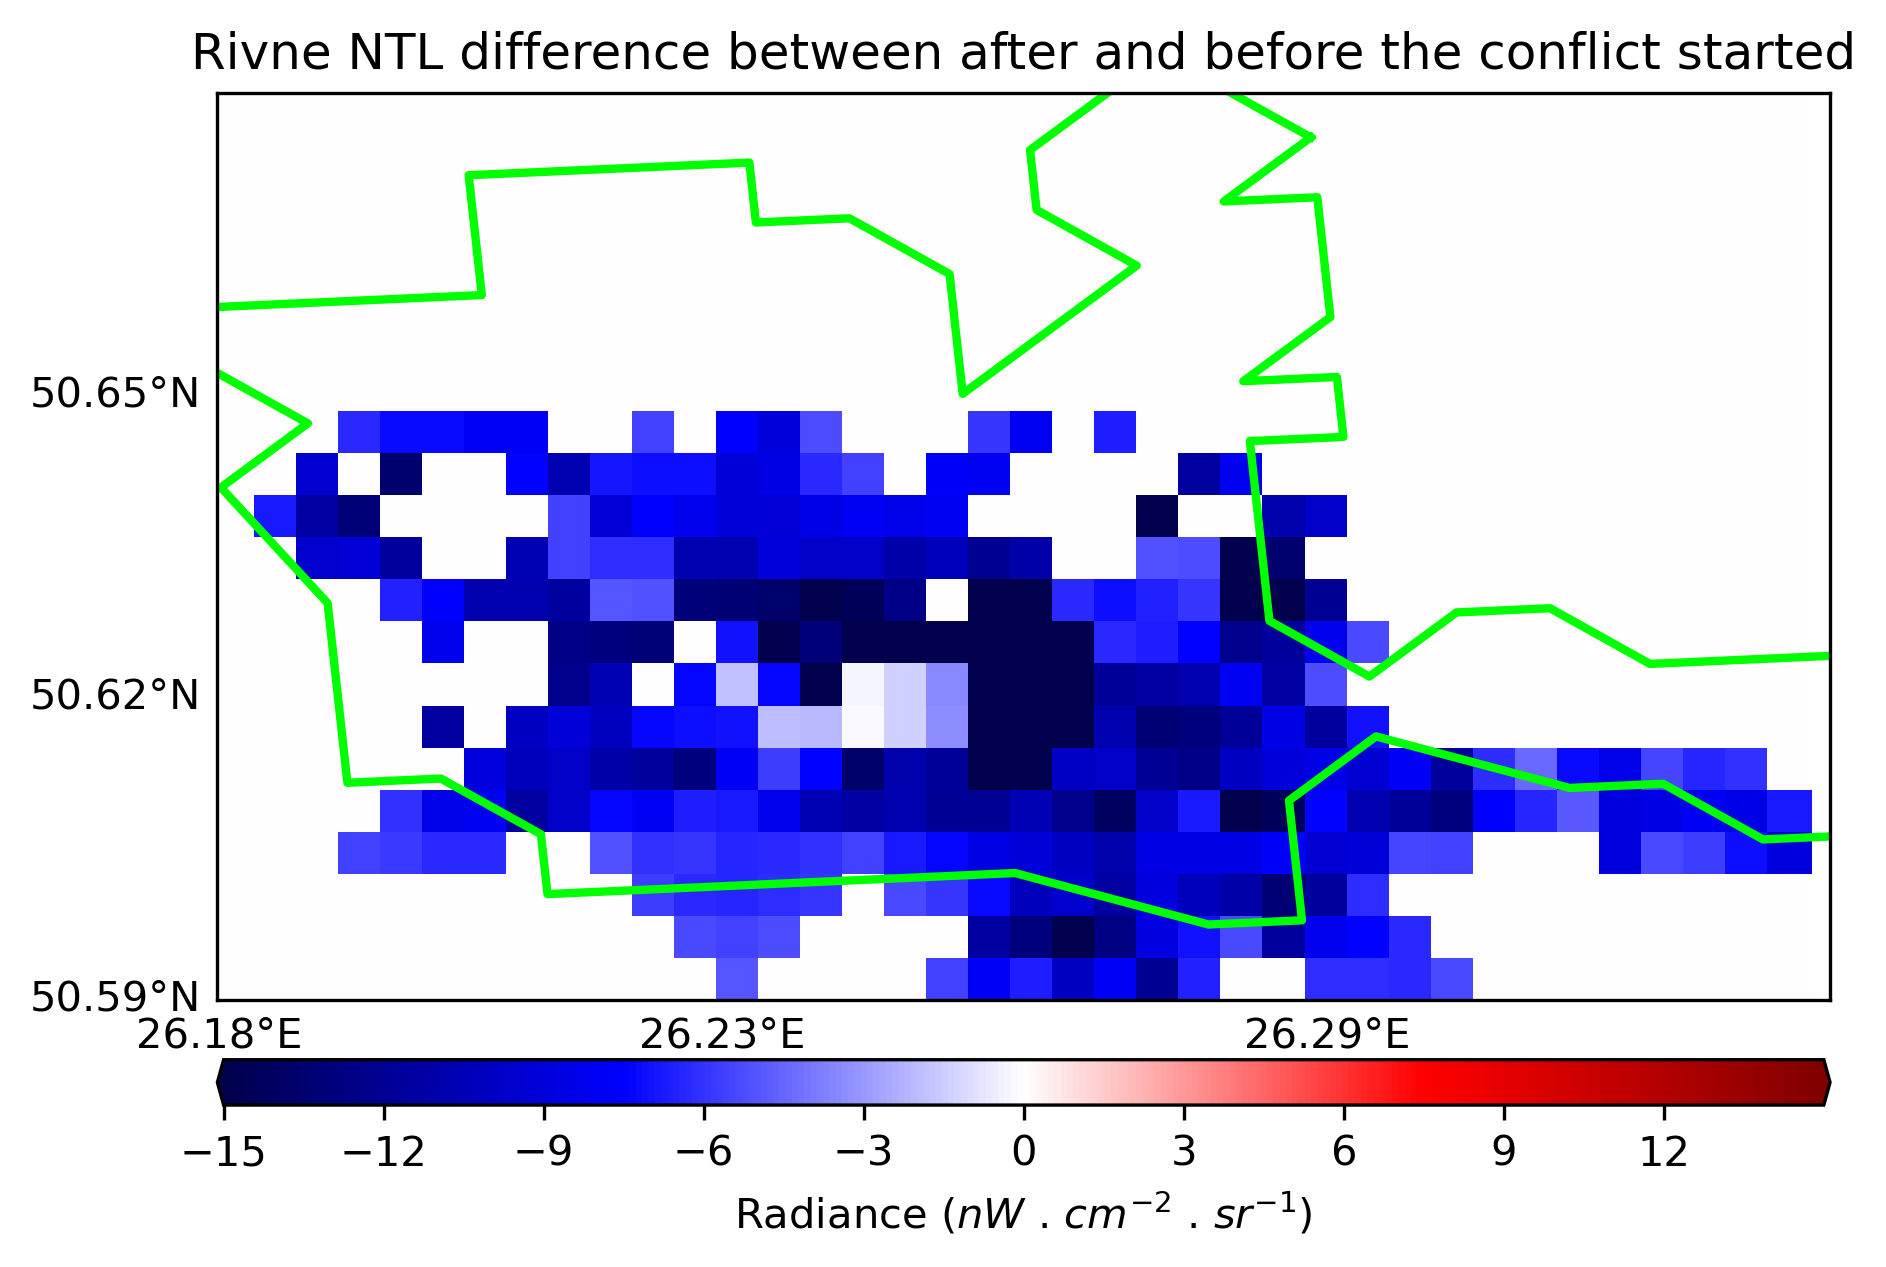 Rivne NTL difference between after and before the conflict started
50.65°N
50.62°N
50.59°N
26.18°E 26.23°E 26.29°E
−15 −12 −9 −6 −3 0 3 6 9 12
Radiance (nW . cm⁻² . sr⁻¹)